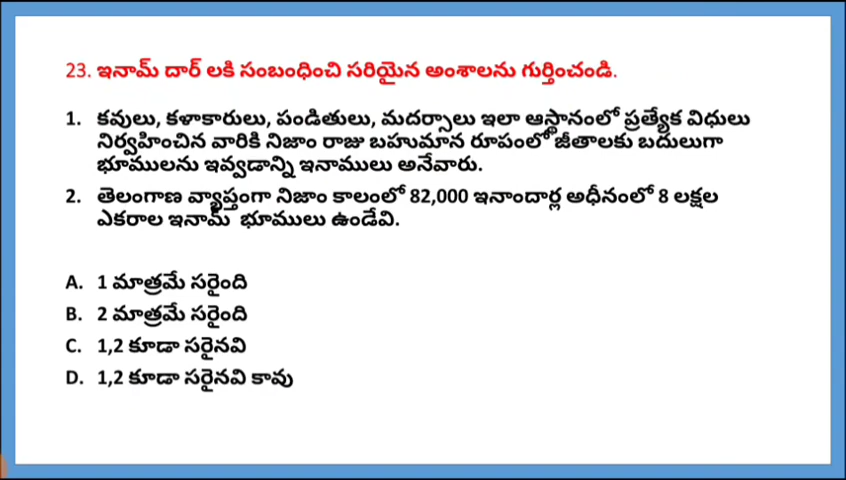 23. ఇనామ్ దార్ లకి సంబంధించి సరియైన అంశాలను గుర్తించండి.
1. కవులు, కళాకారులు, పండితులు, మదర్సాలు ఇలా ఆస్థానంలో ప్రత్యేక విధులు
నిర్వహించిన వారికి నిజాం రాజు బహుమాన రూపంలో జీతాలకు బదులుగా
భూములను ఇవ్వడాన్ని ఇనాములు అనేవారు.
2. తెలంగాణ వ్యాప్తంగా నిజాం కాలంలో 82,000 ఇనాందార్ల అధీనంలో 8 లక్షల
ఎకరాల ఇనామ్ భూములు ఉండేవి.
A. 1 మాత్రమే సరైంది
B. 2 మాత్రమే సరైంది
C. 1,2 కూడా సరైనవి
D. 1,2 కూడా సరైనవి కావు